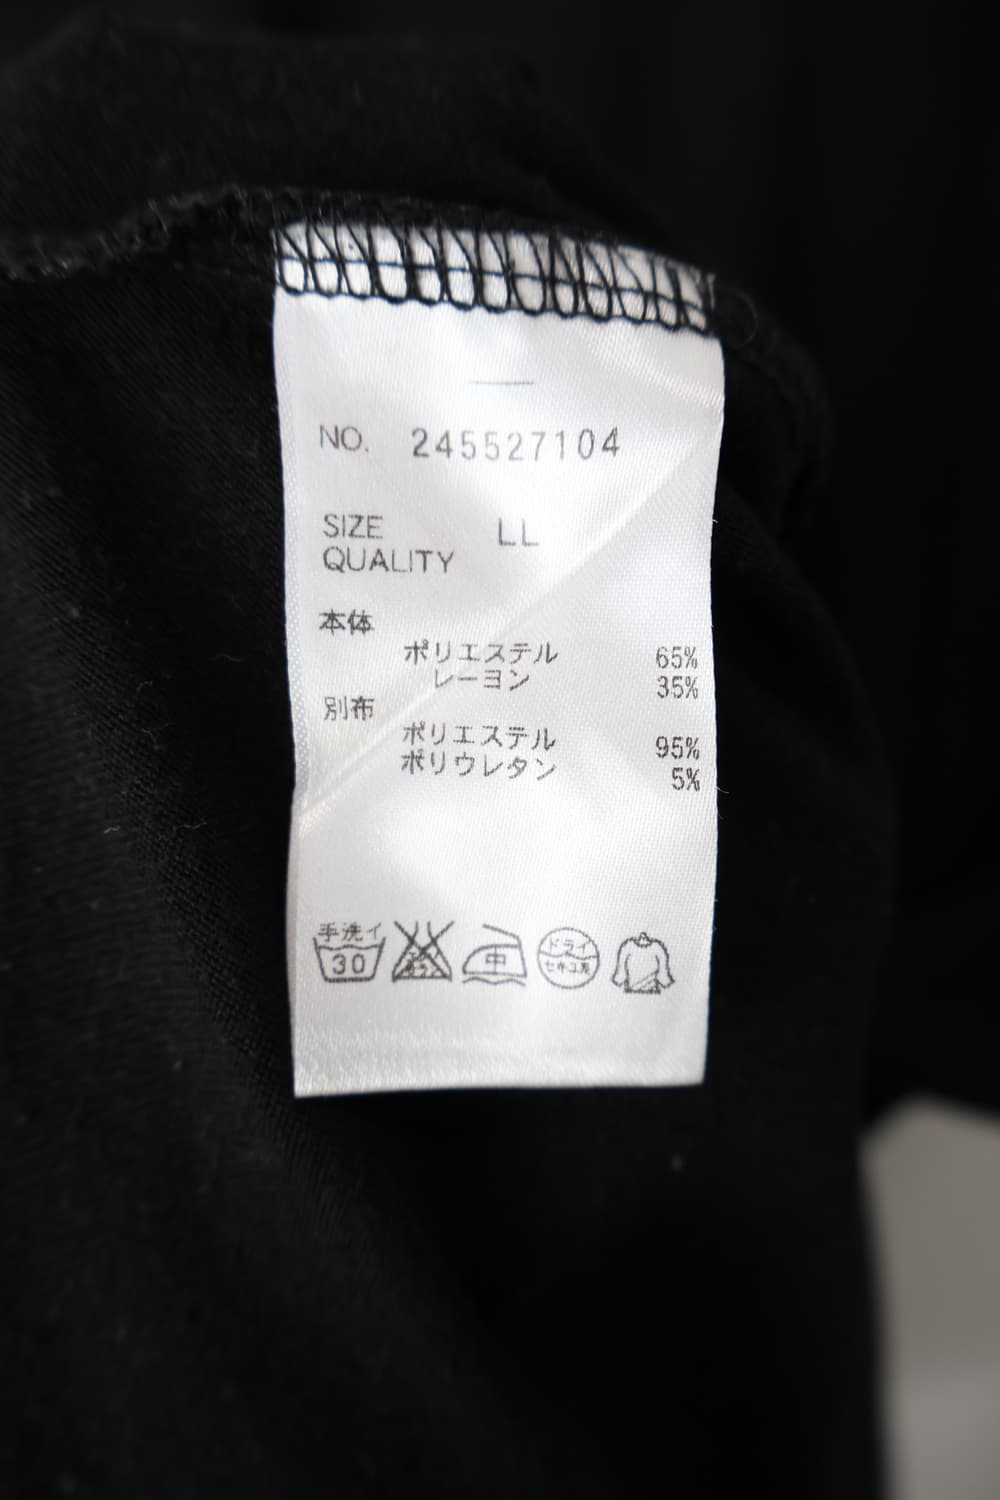 NO. 245527104
SIZE LL
QUALITY
本体
ポリエステル 65%
レーヨン 35%
別布
ポリエステル 95%
ポリウレタン 5%
手洗イ 30 中 ドライ セキユ系